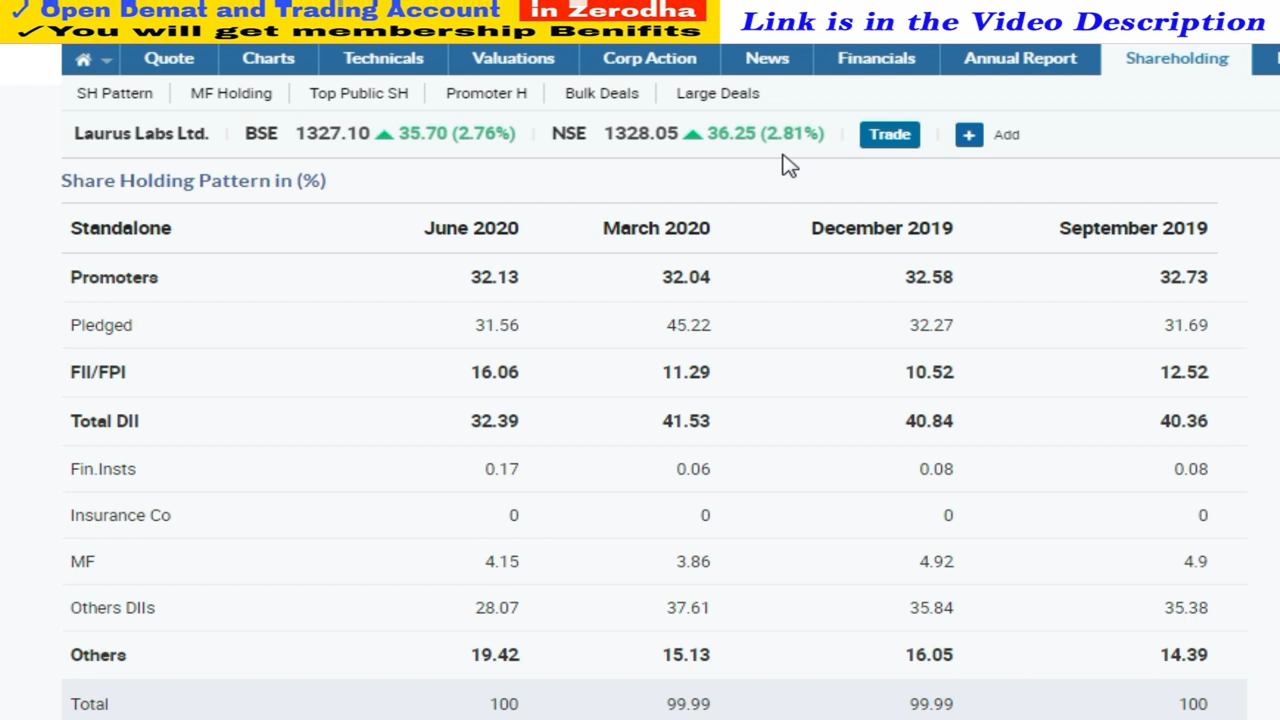 ✓ Open Demat and Trading Account In Zerodha
✓You will get membership Benifits
Link is in the Video Description
Quote Charts Technicals Valuations Corp Action News Financials Annual Report Shareholding
SH Pattern MF Holding Top Public SH Promoter H Bulk Deals Large Deals
Laurus Labs Ltd. BSE 1327.10 ▲ 35.70 (2.76%) NSE 1328.05 ▲ 36.25 (2.81%) Trade + Add
Share Holding Pattern in (%)
Standalone June 2020 March 2020 December 2019 September 2019
Promoters 32.13 32.04 32.58 32.73
Pledged 31.56 45.22 32.27 31.69
FII/FPI 16.06 11.29 10.52 12.52
Total DII 32.39 41.53 40.84 40.36
Fin.Insts 0.17 0.06 0.08 0.08
Insurance Co 0 0 0 0
MF 4.15 3.86 4.92 4.9
Others DIIs 28.07 37.61 35.84 35.38
Others 19.42 15.13 16.05 14.39
Total 100 99.99 99.99 100